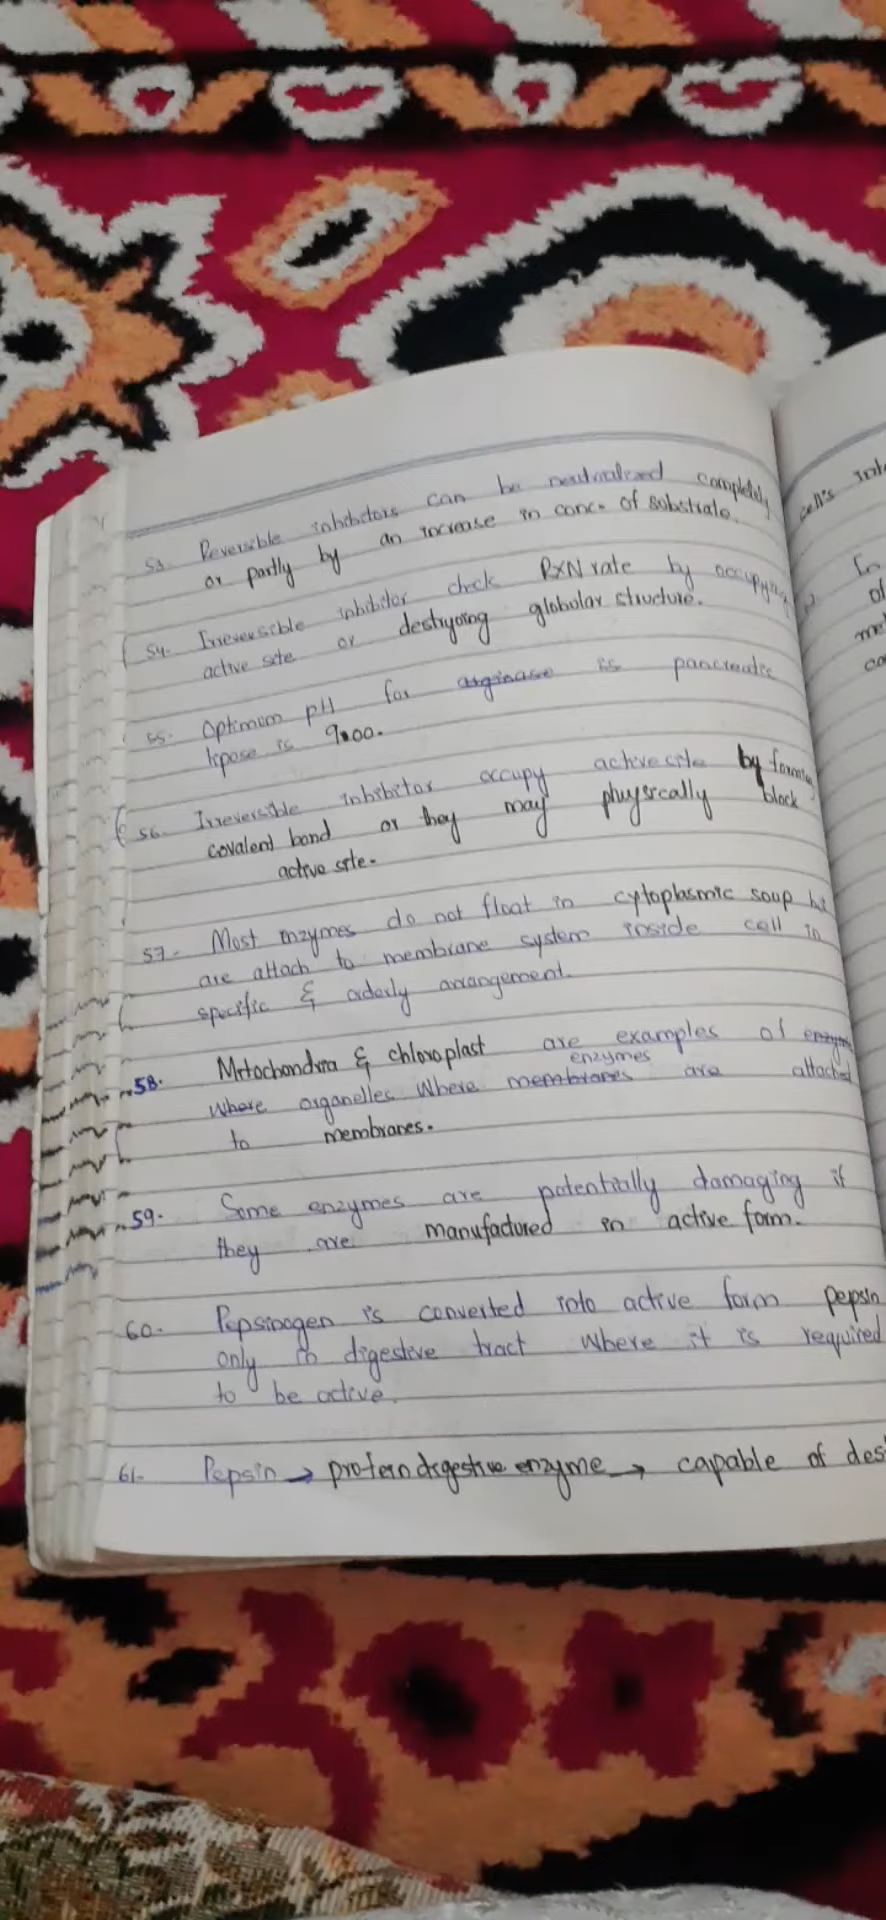 53. Reversible inhibitors can be neutralized completely
or partly by an increase in conc. of substrate.
54. Irreversible inhibitor check RXN rate by occupying
active site or destryoing globular structure.
55. Optimum pH for arginase is pancreatic
lipase is 9.00.
56. Irreversible inhibitor occupy active site by forming
covalent bond or they may physically block
active site.
57. Most enzymes do not float in cytoplasmic soup but
are attach to membrane system inside cell in
specific & orderly arrangement.
58. Mitochondria & chloroplast are examples of enzyme
enzymes
where organelles where membranes are attached
to membranes.
59. Some enzymes are potentially damaging if
they are manufactured in active form.
60. Pepsinogen is converted into active form pepsin
only in digestive tract where it is required
to be active.
61. Pepsin → protein digestive enzyme → capable of des
cell's
In